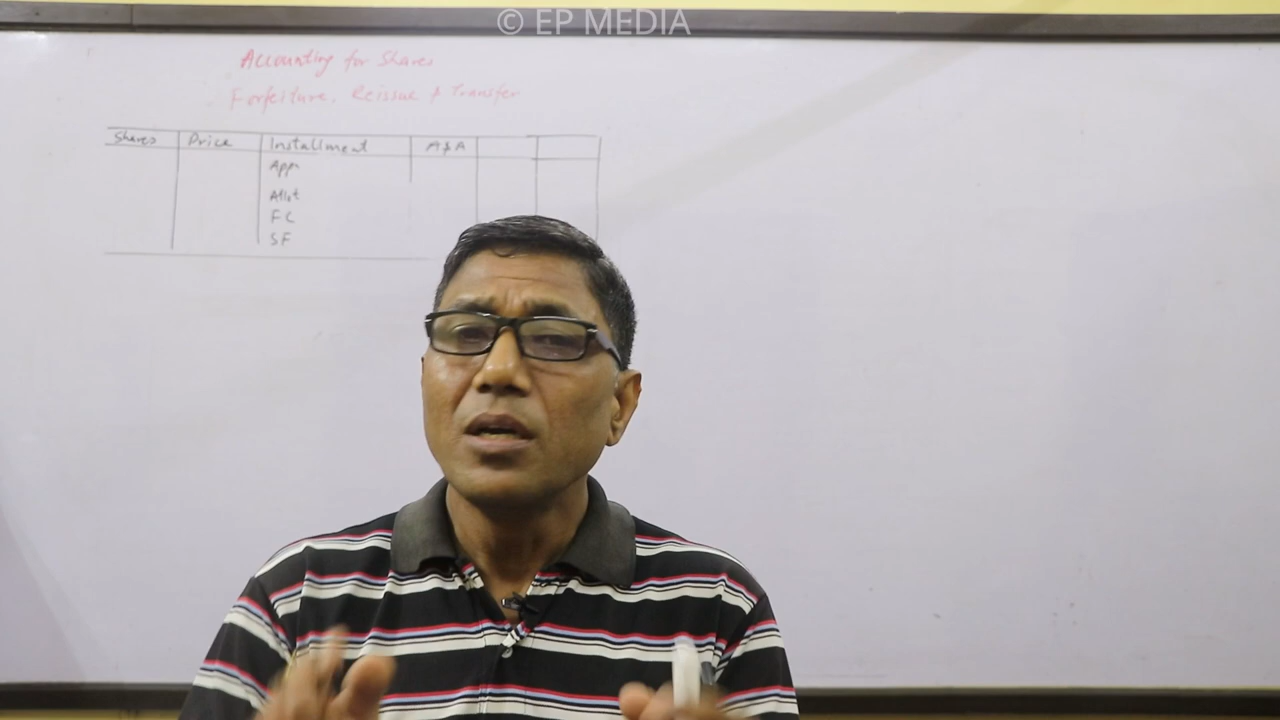 © EP MEDIA
Accounting for Shares
Forfeiture, Reissue & Transfer
Shares Price Installment A&A
App
Allot
FC
SF